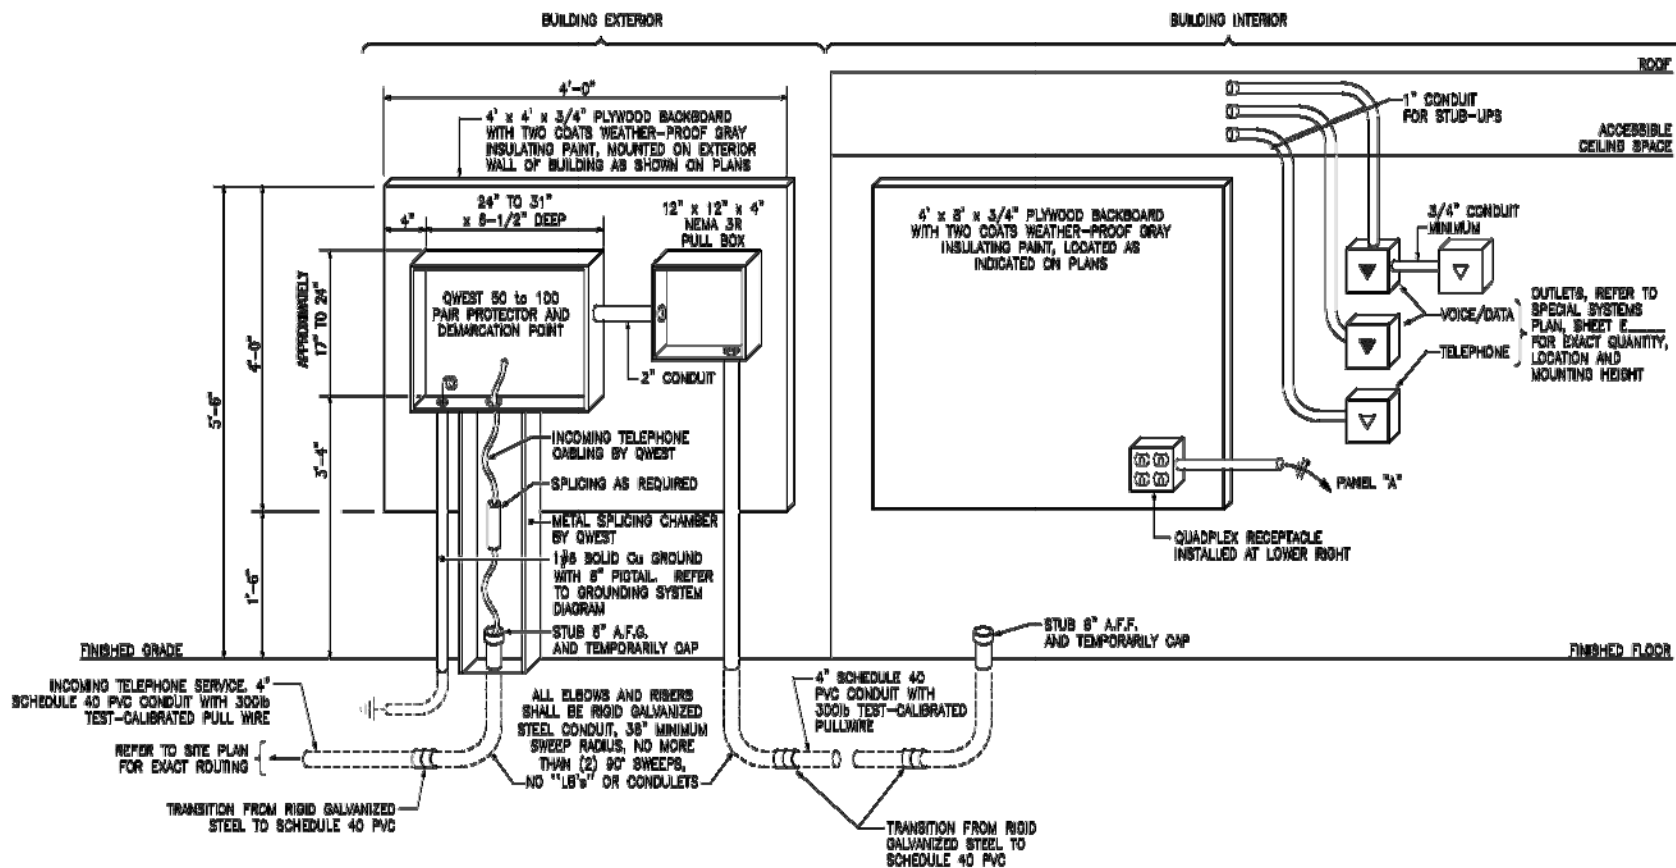 BUILDING EXTERIOR
BUILDING INTERIOR
ROOF
4'-0"
4' x 4' x 3/4" PLYWOOD BACKBOARD
WITH TWO COATS WEATHER-PROOF GRAY
INSULATING PAINT, MOUNTED ON EXTERIOR
WALL OF BUILDING AS SHOWN ON PLANS
1" CONDUIT
FOR STUB-UPS
ACCESSIBLE
CEILING SPACE
24" TO 31"
x 6-1/2" DEEP
4"
12" x 12" x 4"
NEMA 3R
PULL BOX
4' x 8' x 3/4" PLYWOOD BACKBOARD
WITH TWO COATS WEATHER-PROOF GRAY
INSULATING PAINT, LOCATED AS
INDICATED ON PLANS
3/4" CONDUIT
MINIMUM
APPROXIMATELY
17" TO 24"
QWEST 50 to 100
PAIR PROTECTOR AND
DEMARCATION POINT
2" CONDUIT
VOICE/DATA
TELEPHONE
OUTLETS, REFER TO
SPECIAL SYSTEMS
PLAN, SHEET E____
FOR EXACT QUANTITY,
LOCATION AND
MOUNTING HEIGHT
5'-6"
4'-0"
3'-4"
1'-6"
INCOMING TELEPHONE
CABLING BY QWEST
SPLICING AS REQUIRED
METAL SPLICING CHAMBER
BY QWEST
1#6 SOLID Cu GROUND
WITH 6" PIGTAIL. REFER
TO GROUNDING SYSTEM
DIAGRAM
STUB 6" A.F.G.
AND TEMPORARILY CAP
PANEL "A"
QUADPLEX RECEPTACLE
INSTALLED AT LOWER RIGHT
STUB 6" A.F.F.
AND TEMPORARILY CAP
FINISHED GRADE
FINISHED FLOOR
INCOMING TELEPHONE SERVICE. 4"
SCHEDULE 40 PVC CONDUIT WITH 300lb
TEST-CALIBRATED PULL WIRE
REFER TO SITE PLAN
FOR EXACT ROUTING
ALL ELBOWS AND RISERS
SHALL BE RIGID GALVANIZED
STEEL CONDUIT, 36" MINIMUM
SWEEP RADIUS, NO MORE
THAN (2) 90° SWEEPS,
NO "LB's" OR CONDULETS
4" SCHEDULE 40
PVC CONDUIT WITH
300lb TEST-CALIBRATED
PULLWIRE
TRANSITION FROM RIGID GALVANIZED
STEEL TO SCHEDULE 40 PVC
TRANSITION FROM RIGID
GALVANIZED STEEL TO
SCHEDULE 40 PVC